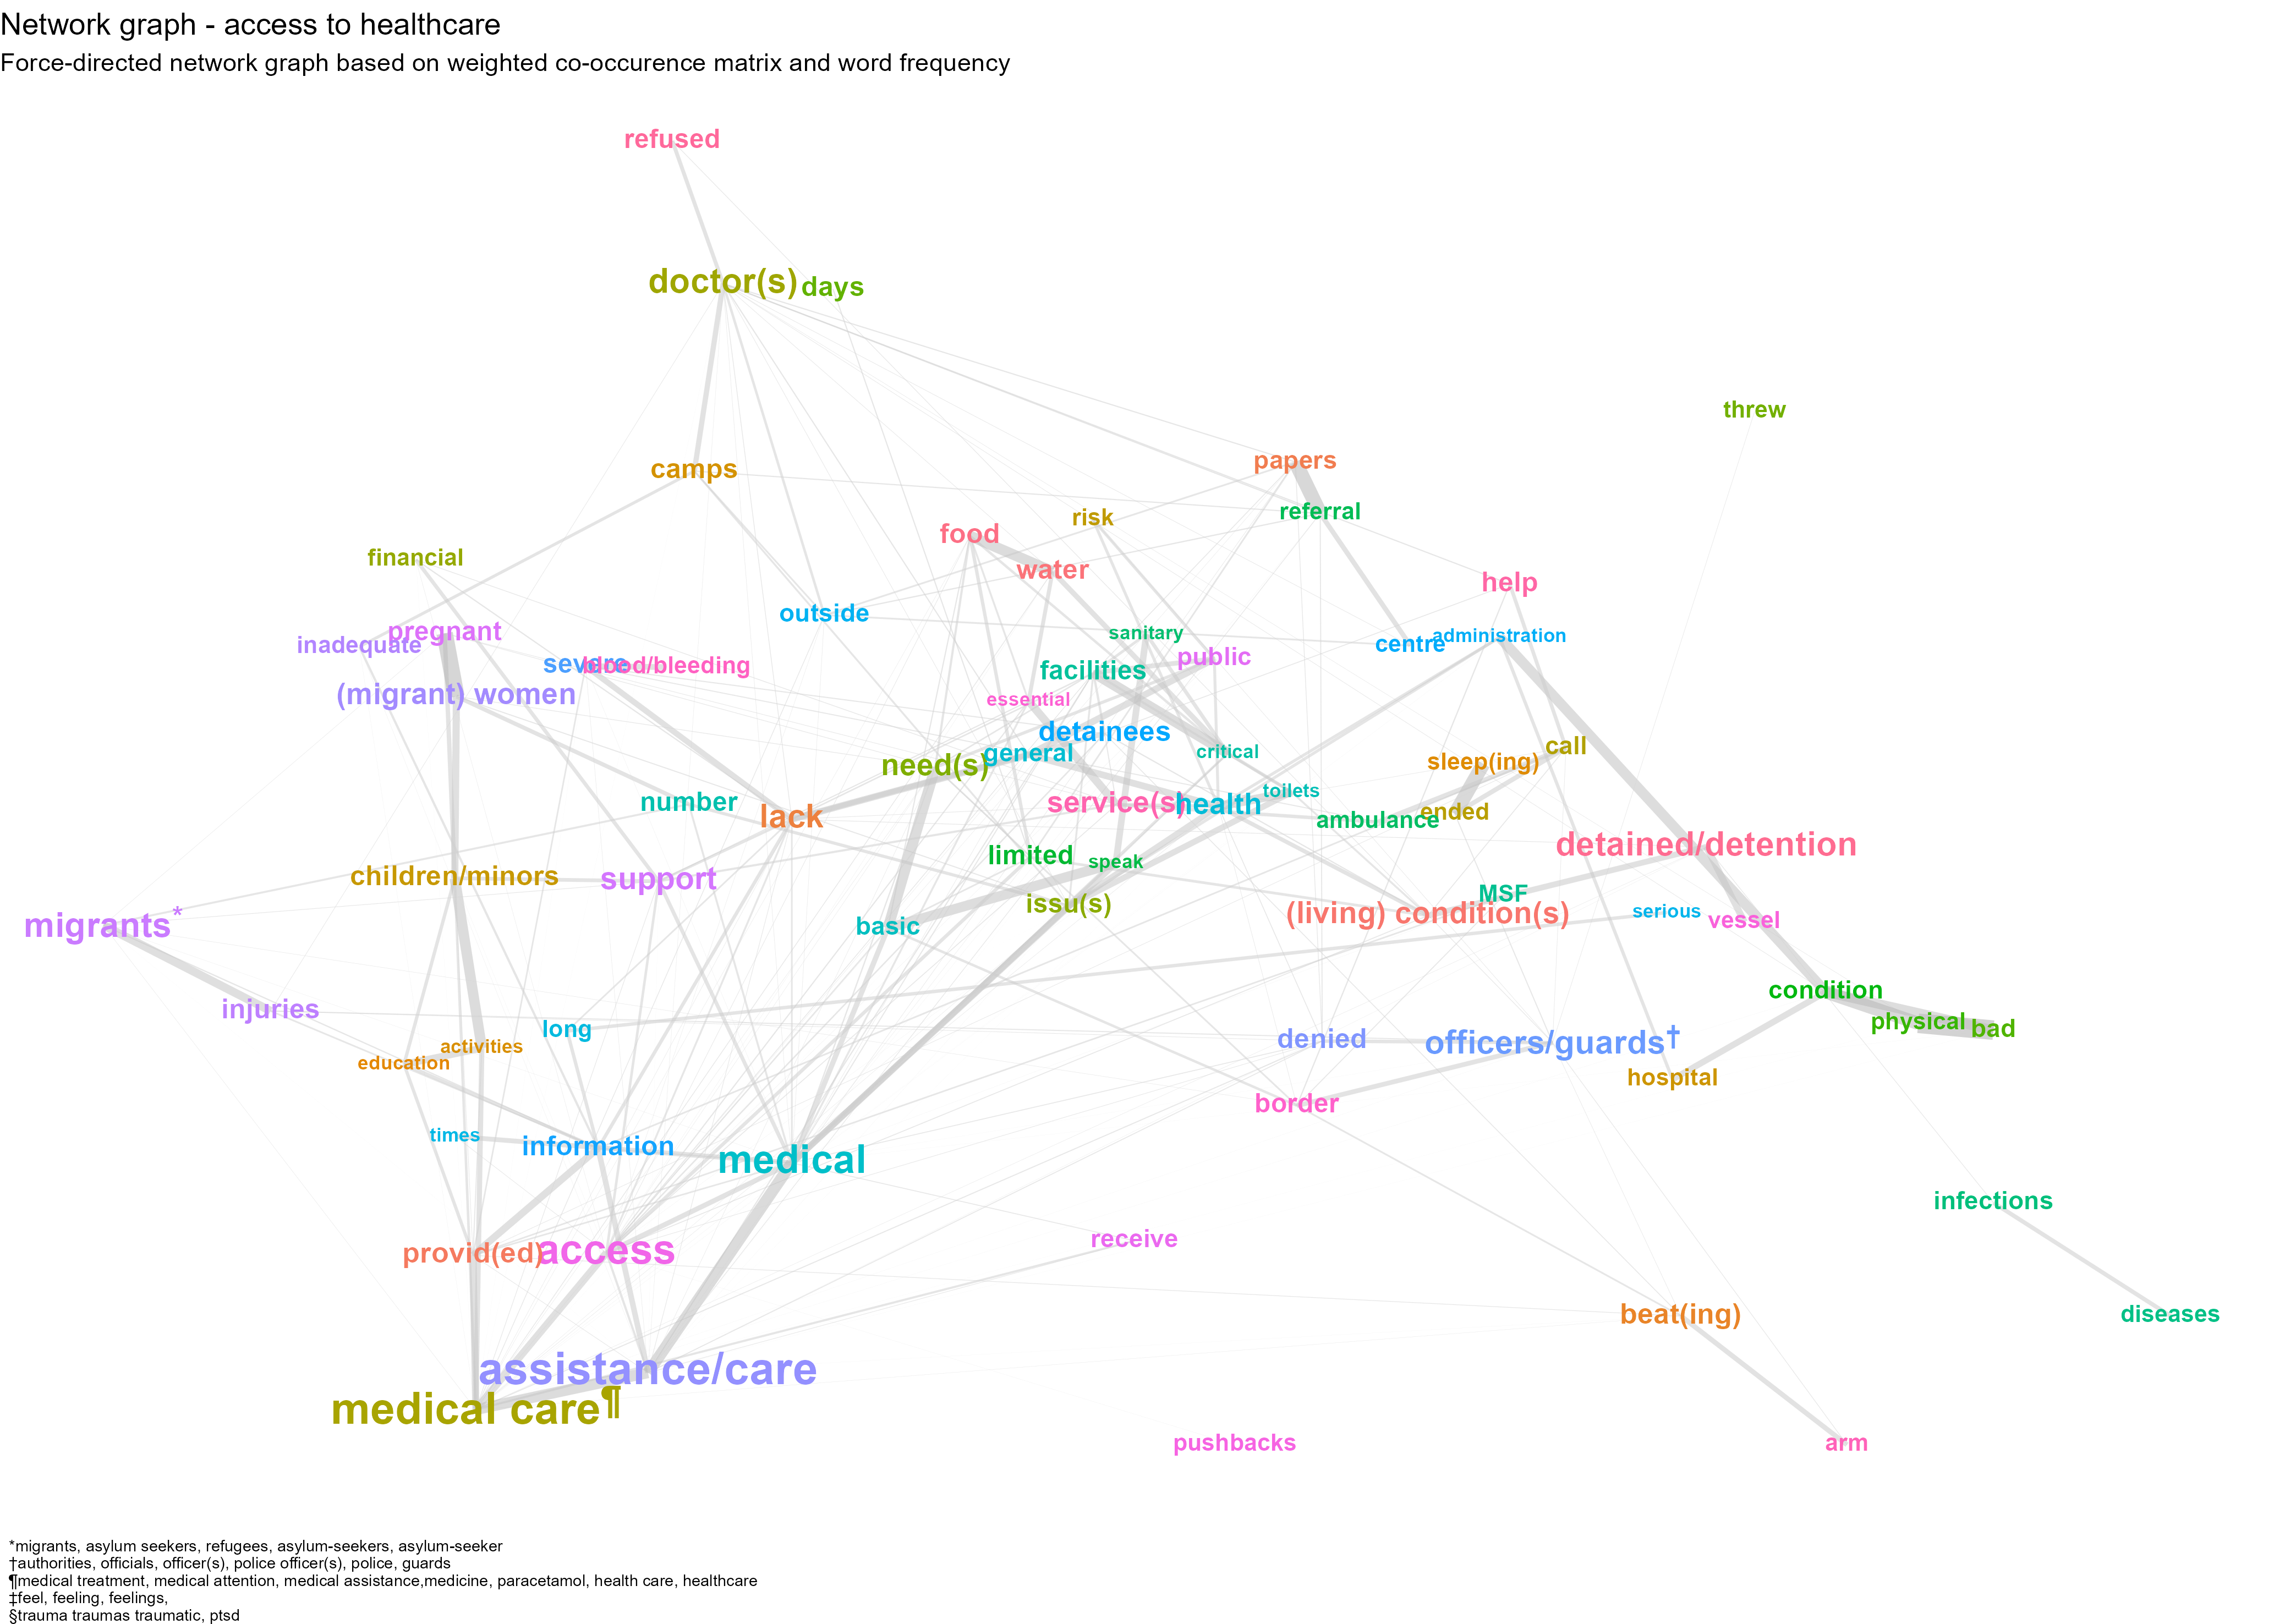 Network graph - access to healthcare
Force-directed network graph based on weighted co-occurence matrix and word frequency
refused
doctor(s)
days
threw
camps
papers
referral
risk
food
water
financial
help
outside
pregnant
inadequate
sanitary
centre
administration
public
severe
blood/bleeding
facilities
(migrant) women
essential
detainees
general
critical
call
sleep(ing)
need(s)
number
lack
service(s)
health
toilets
ambulance
ended
detained/detention
limited
speak
children/minors
support
issu(s)
MSF
(living) condition(s)
serious
vessel
migrants*
basic
condition
injuries
physical
bad
long
denied
officers/guards†
activities
education
hospital
border
times
information
medical
infections
receive
provid(ed)
access
beat(ing)
diseases
assistance/care
medical care¶
pushbacks
arm
*migrants, asylum seekers, refugees, asylum-seekers, asylum-seeker
†authorities, officials, officer(s), police officer(s), police, guards
¶medical treatment, medical attention, medical assistance,medicine, paracetamol, health care, healthcare
‡feel, feeling, feelings,
§trauma traumas traumatic, ptsd